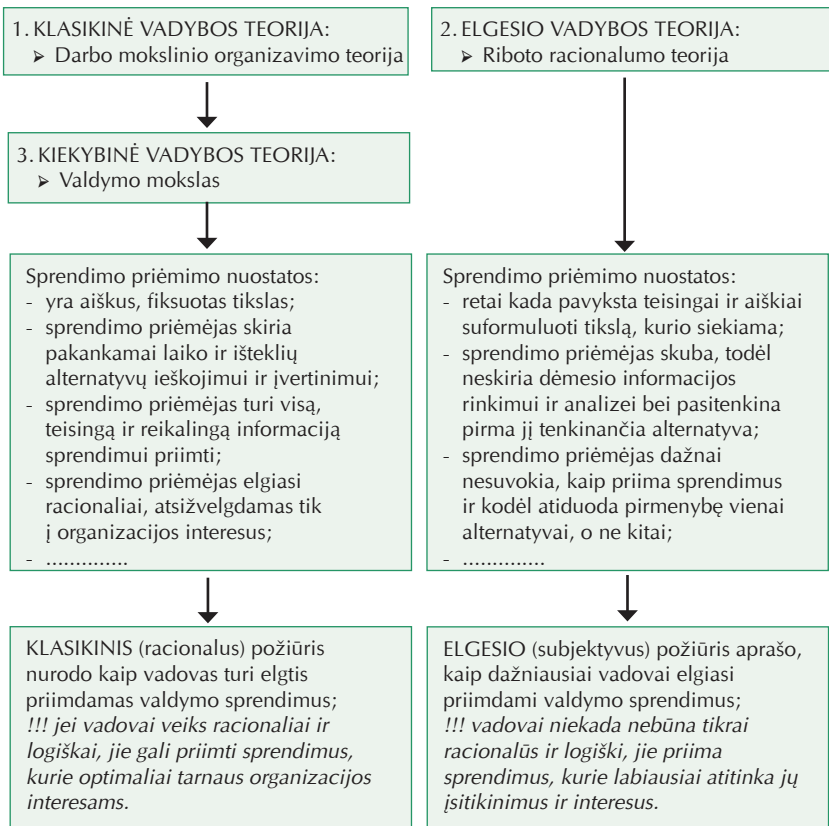 1. KLASIKINĖ VADYBOS TEORIJA:
➢ Darbo mokslinio organizavimo teorija
3. KIEKYBINĖ VADYBOS TEORIJA:
➢ Valdymo mokslas
Sprendimo priėmimo nuostatos:
- yra aiškus, fiksuotas tikslas;
- sprendimo priėmėjas skiria
pakankamai laiko ir išteklių
alternatyvų ieškojimui ir įvertinimui;
- sprendimo priėmėjas turi visą,
teisingą ir reikalingą informaciją
sprendimui priimti;
- sprendimo priėmėjas elgiasi
racionaliai, atsižvelgdamas tik
į organizacijos interesus;
- ..............
KLASIKINIS (racionalus) požiūris
nurodo kaip vadovas turi elgtis
priimdamas valdymo sprendimus;
!!! jei vadovai veiks racionaliai ir
logiškai, jie gali priimti sprendimus,
kurie optimaliai tarnaus organizacijos
interesams.
2. ELGESIO VADYBOS TEORIJA:
➢ Riboto racionalumo teorija
Sprendimo priėmimo nuostatos:
- retai kada pavyksta teisingai ir aiškiai
suformuluoti tikslą, kurio siekiama;
- sprendimo priėmėjas skuba, todėl
neskiria dėmesio informacijos
rinkimui ir analizei bei pasitenkina
pirma jį tenkinančia alternatyva;
- sprendimo priėmėjas dažnai
nesuvokia, kaip priima sprendimus
ir kodėl atiduoda pirmenybę vienai
alternatyvai, o ne kitai;
- ..............
ELGESIO (subjektyvus) požiūris aprašo,
kaip dažniausiai vadovai elgiasi
priimdami valdymo sprendimus;
!!! vadovai niekada nebūna tikrai
racionalūs ir logiški, jie priima
sprendimus, kurie labiausiai atitinka jų
įsitikinimus ir interesus.